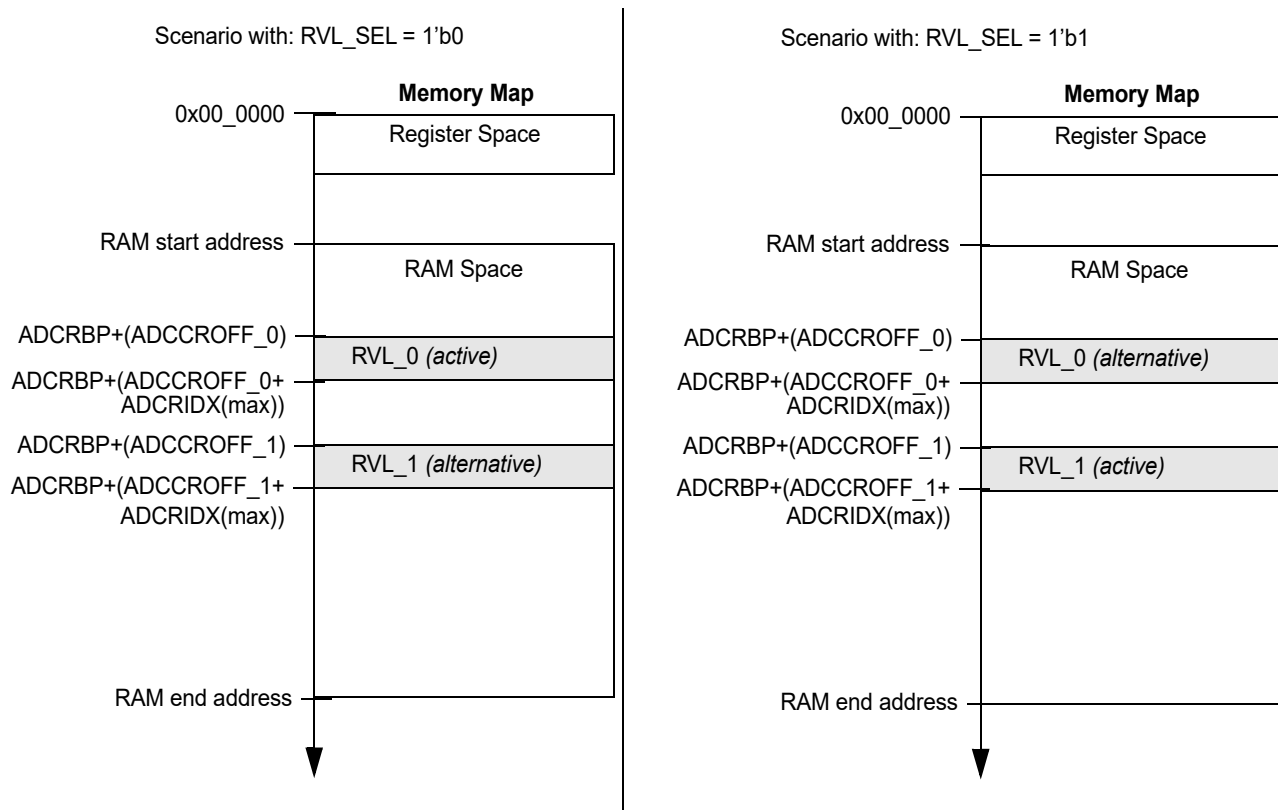 Scenario with: RVL_SEL = 1'b0
Memory Map
0x00_0000
Register Space
RAM start address
RAM Space
ADCRBP+(ADCCROFF_0)
RVL_0 (active)
ADCRBP+(ADCCROFF_0+
ADCRIDX(max))
ADCRBP+(ADCCROFF_1)
RVL_1 (alternative)
ADCRBP+(ADCCROFF_1+
ADCRIDX(max))
RAM end address
Scenario with: RVL_SEL = 1'b1
Memory Map
0x00_0000
Register Space
RAM start address
RAM Space
ADCRBP+(ADCCROFF_0)
RVL_0 (alternative)
ADCRBP+(ADCCROFF_0+
ADCRIDX(max))
ADCRBP+(ADCCROFF_1)
RVL_1 (active)
ADCRBP+(ADCCROFF_1+
ADCRIDX(max))
RAM end address